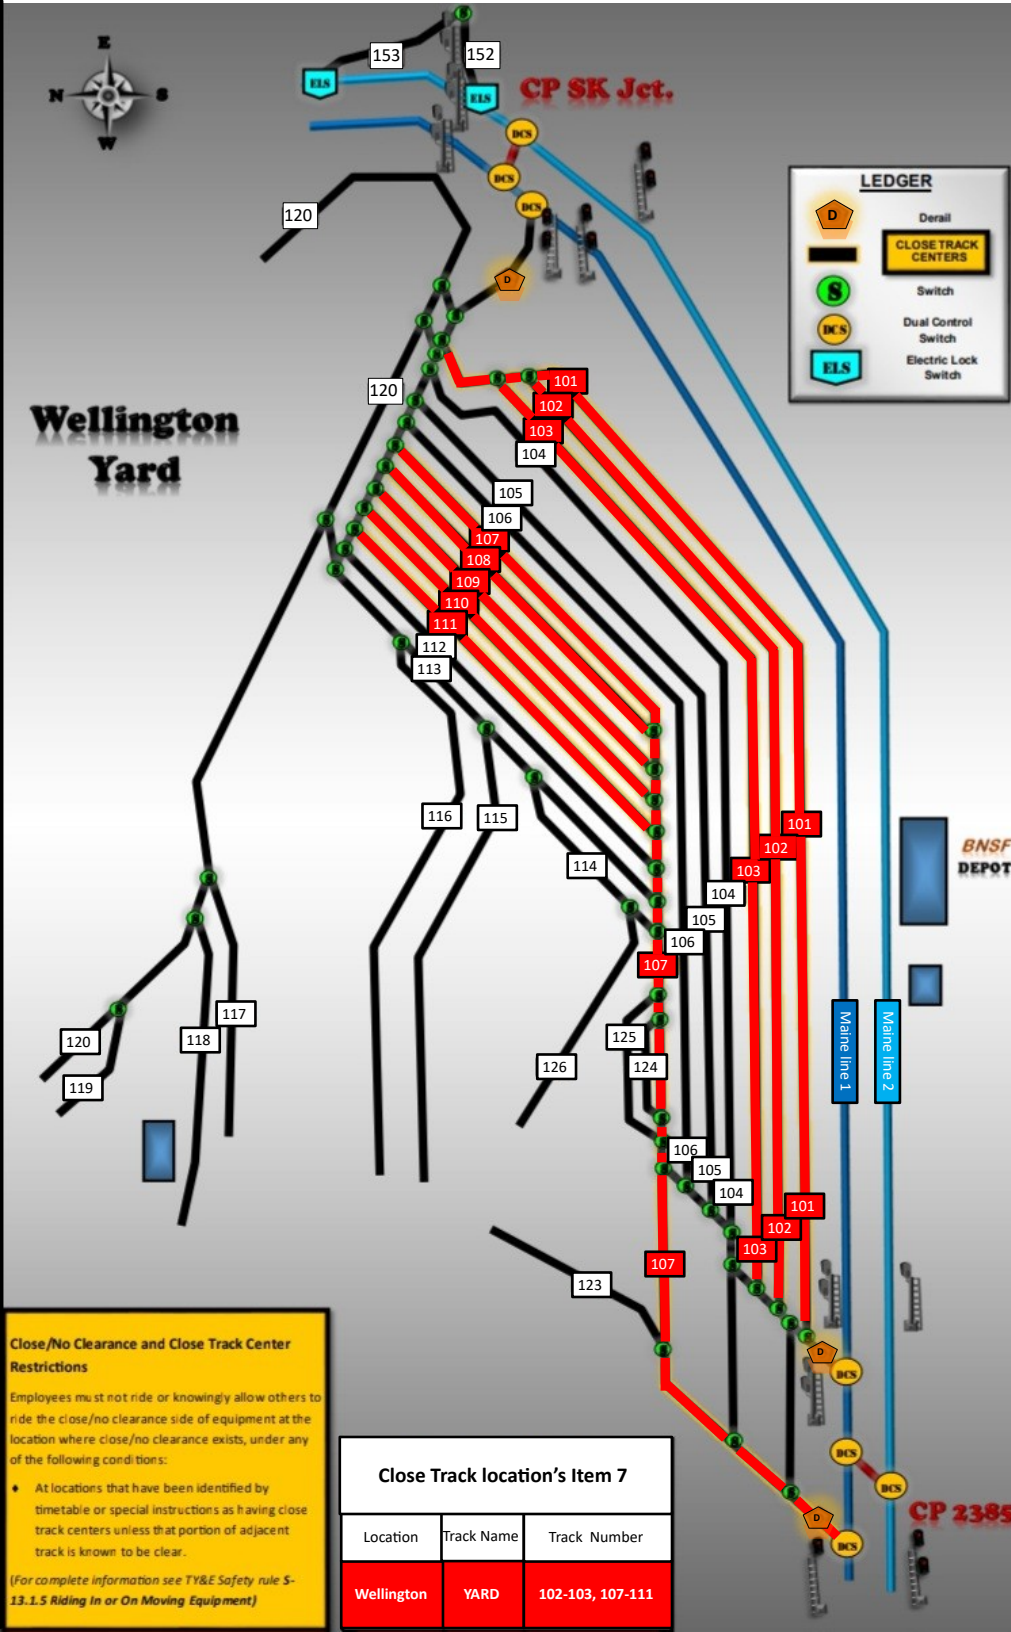 E
N S
W
153
152
ELS
ELS
CP SK Jct.
DCS
DCS
DCS
120
D
LEDGER
D
Derail
CLOSE TRACK
CENTERS
S
Switch
DCS
Dual Control
Switch
ELS
Electric Lock
Switch
Wellington
Yard
120
101
102
103
104
105
106
107
108
109
110
111
112
113
116
115
114
101
102
103
104
105
106
107
BNSF
DEPOT
117
118
120
119
125
124
126
Maine line 1
Maine line 2
106
105
104
101
102
103
107
123
D
DCS
DCS
DCS
CP 2385
D
DCS
Close/No Clearance and Close Track Center
Restrictions
Employees must not ride or knowingly allow others to
ride the close/no clearance side of equipment at the
location where close/no clearance exists, under any
of the following conditions:
♦ At locations that have been identified by
timetable or special instructions as having close
track centers unless that portion of adjacent
track is known to be clear.
(For complete information see TY&E Safety rule S-
13.1.5 Riding In or On Moving Equipment)
Close Track location's Item 7
Location Track Name Track Number
Wellington YARD 102-103, 107-111